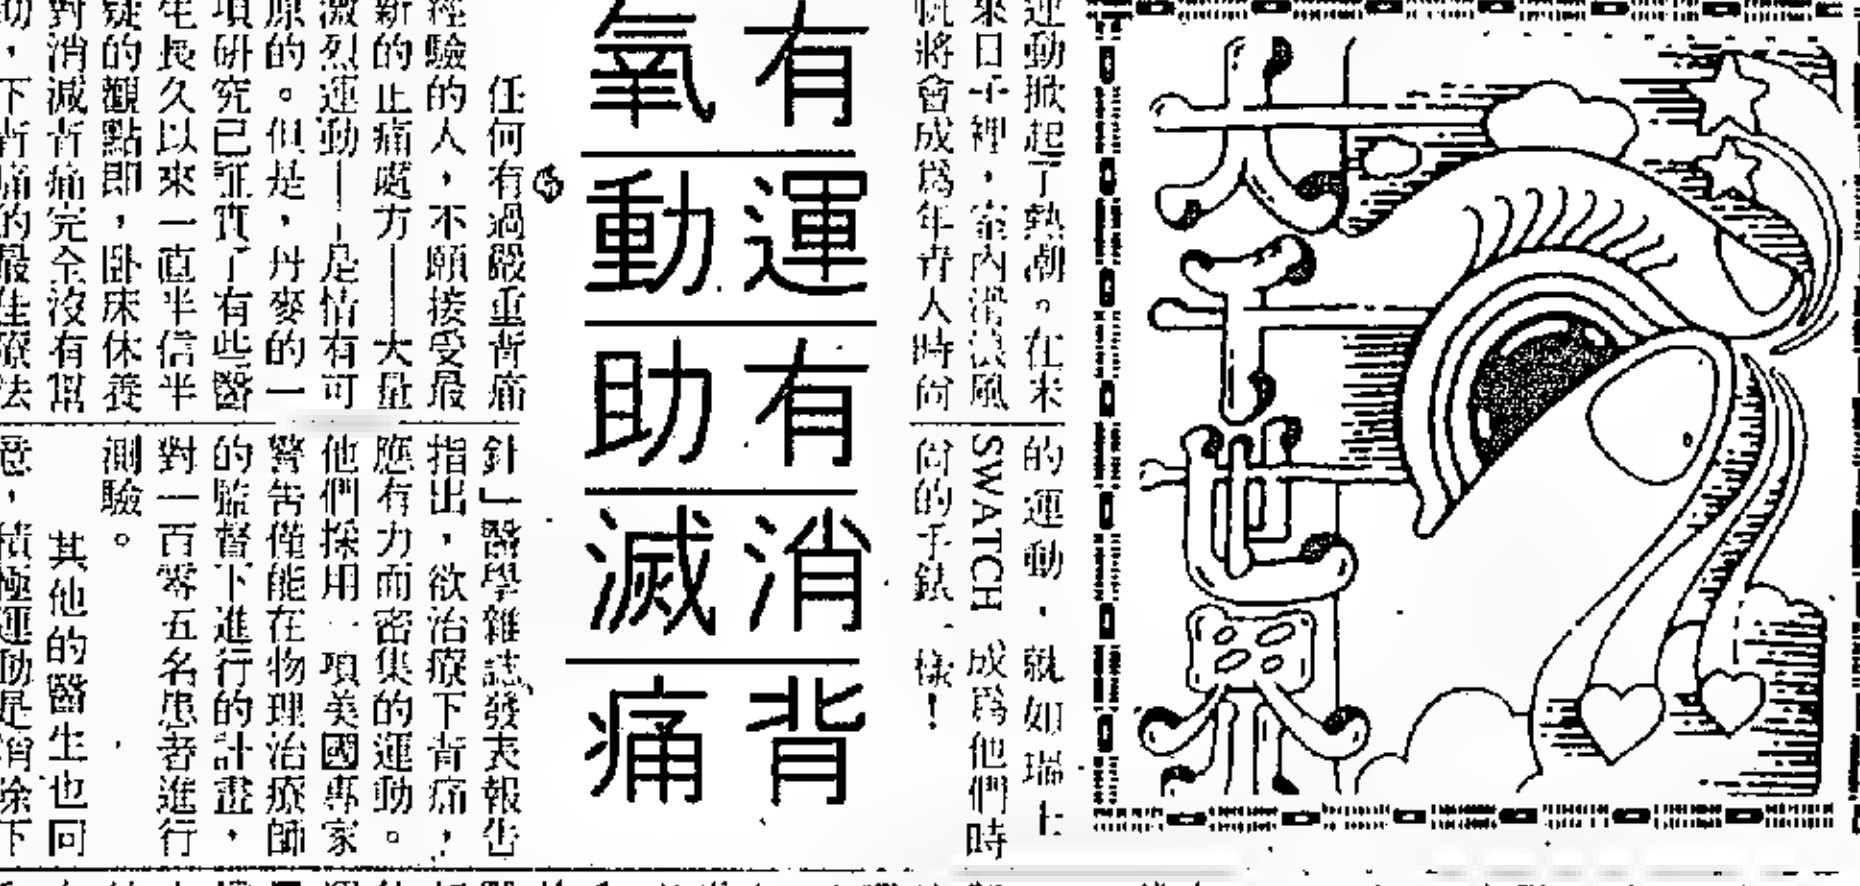 大千世界
運動掀起了熱潮。在未
來日子裡，室內滑浪風
帆將會成爲年青人時尚
的運動，就如瑞士
SWATCH 成爲他們時
尚的手錶一樣！
有氧
運動
有助
消滅
背痛
任何有過嚴重背痛
經驗的人，不願接受最
新的止痛處方——大量
激烈運動——是情有可
原的。但是，丹麥的一
項研究已証實了有些醫
生長久以來一直半信半
疑的觀點即，臥床休養
對消滅背痛完全沒有幫
助，下背痛的最佳療法
針」醫學雜誌發表報告
指出，欲治療下背痛，
應有力而密集的運動。
他們採用一項美國專家
警告僅能在物理治療師
的監督下進行的計畫，
對一百零五名患者進行
測驗。
其他的醫生也同
意，積極運動是消除下